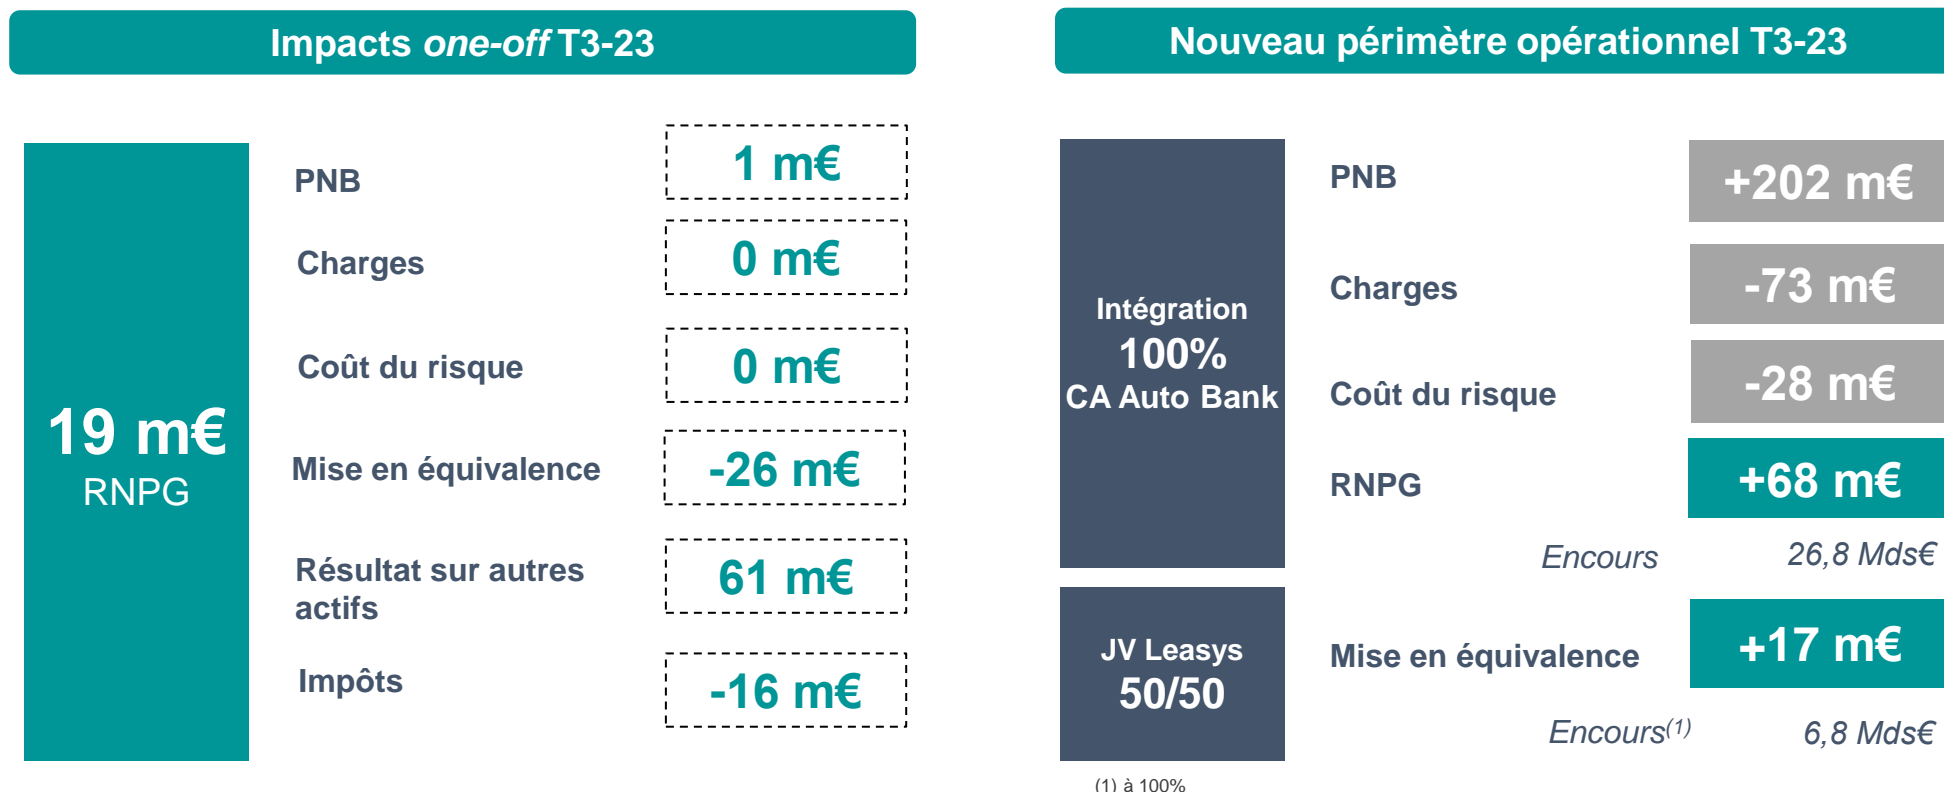 Impacts one-off T3-23
19 m€
RNPG
PNB
1 m€
Charges
0 m€
Coût du risque
0 m€
Mise en équivalence
-26 m€
Résultat sur autres
actifs
61 m€
Impôts
-16 m€
Nouveau périmètre opérationnel T3-23
Intégration
100%
CA Auto Bank
PNB
+202 m€
Charges
-73 m€
Coût du risque
-28 m€
RNPG
+68 m€
Encours
26,8 Mds€
JV Leasys
50/50
Mise en équivalence
+17 m€
Encours(1)
6,8 Mds€
(1) à 100%